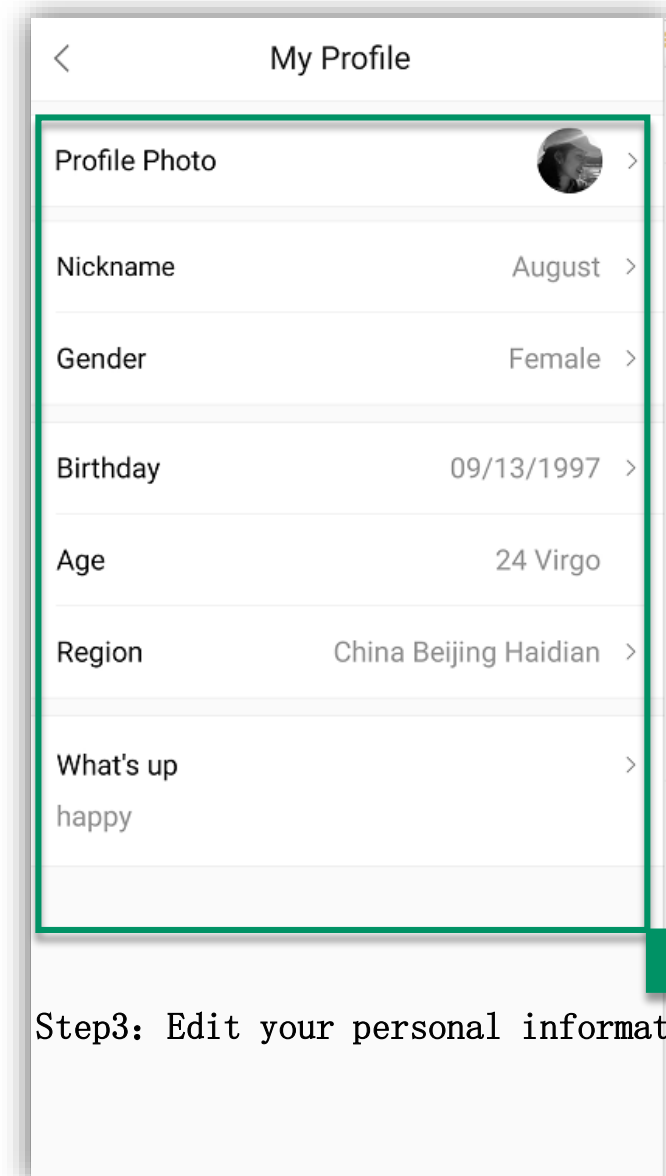 My Profile
Profile Photo
Nickname August
Gender Female
Birthday 09/13/1997
Age 24 Virgo
Region China Beijing Haidian
What's up
happy
Step3: Edit your personal informat